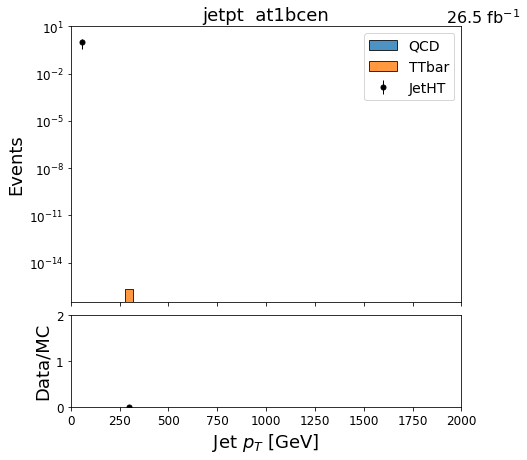 jetpt at1bcen
26.5 fb⁻¹
10¹
10⁻²
10⁻⁵
10⁻⁸
10⁻¹¹
10⁻¹⁴
Events
QCD
TTbar
JetHT
2
1
0
Data/MC
0 250 500 750 1000 1250 1500 1750 2000
Jet p_T [GeV]